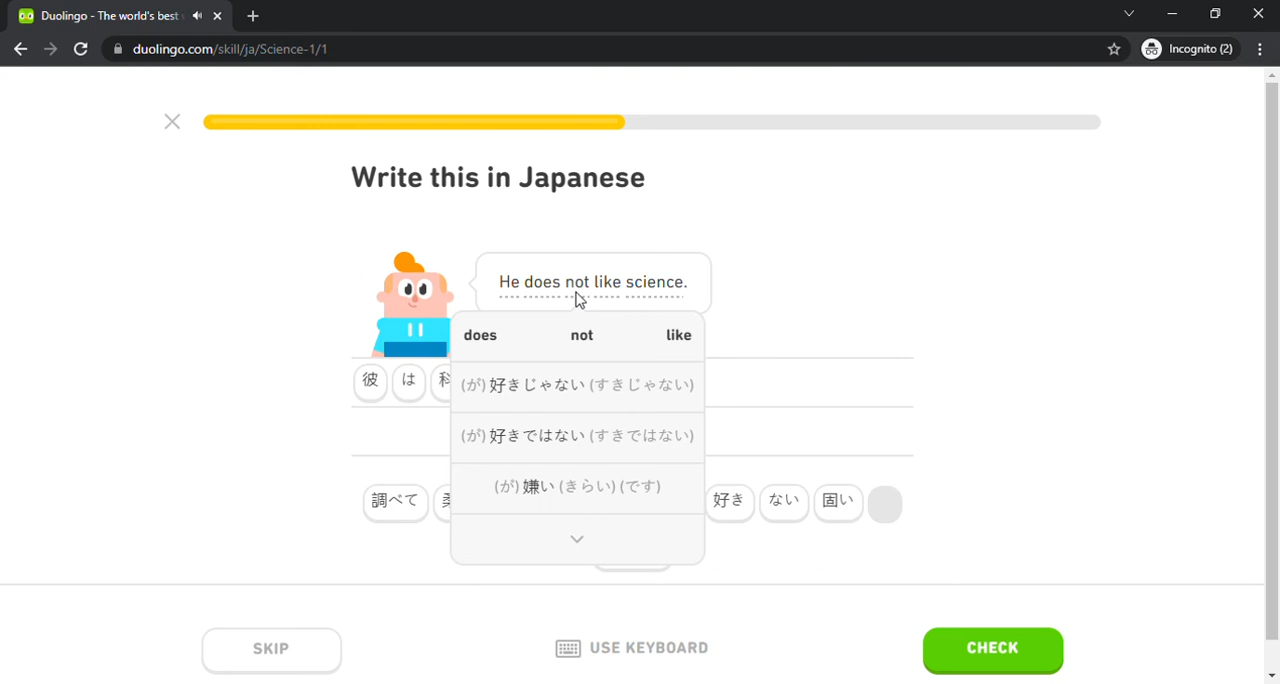 Duolingo - The world's best
duolingo.com/skill/ja/Science-1/1
Incognito (2)
Write this in Japanese
He does not like science.
does not like
(が) 好きじゃない (すきじゃない)
(が) 好きではない (すきではない)
(が) 嫌い (きらい) (です)
彼 は
調べて 好き ない 固い
SKIP
USE KEYBOARD
CHECK